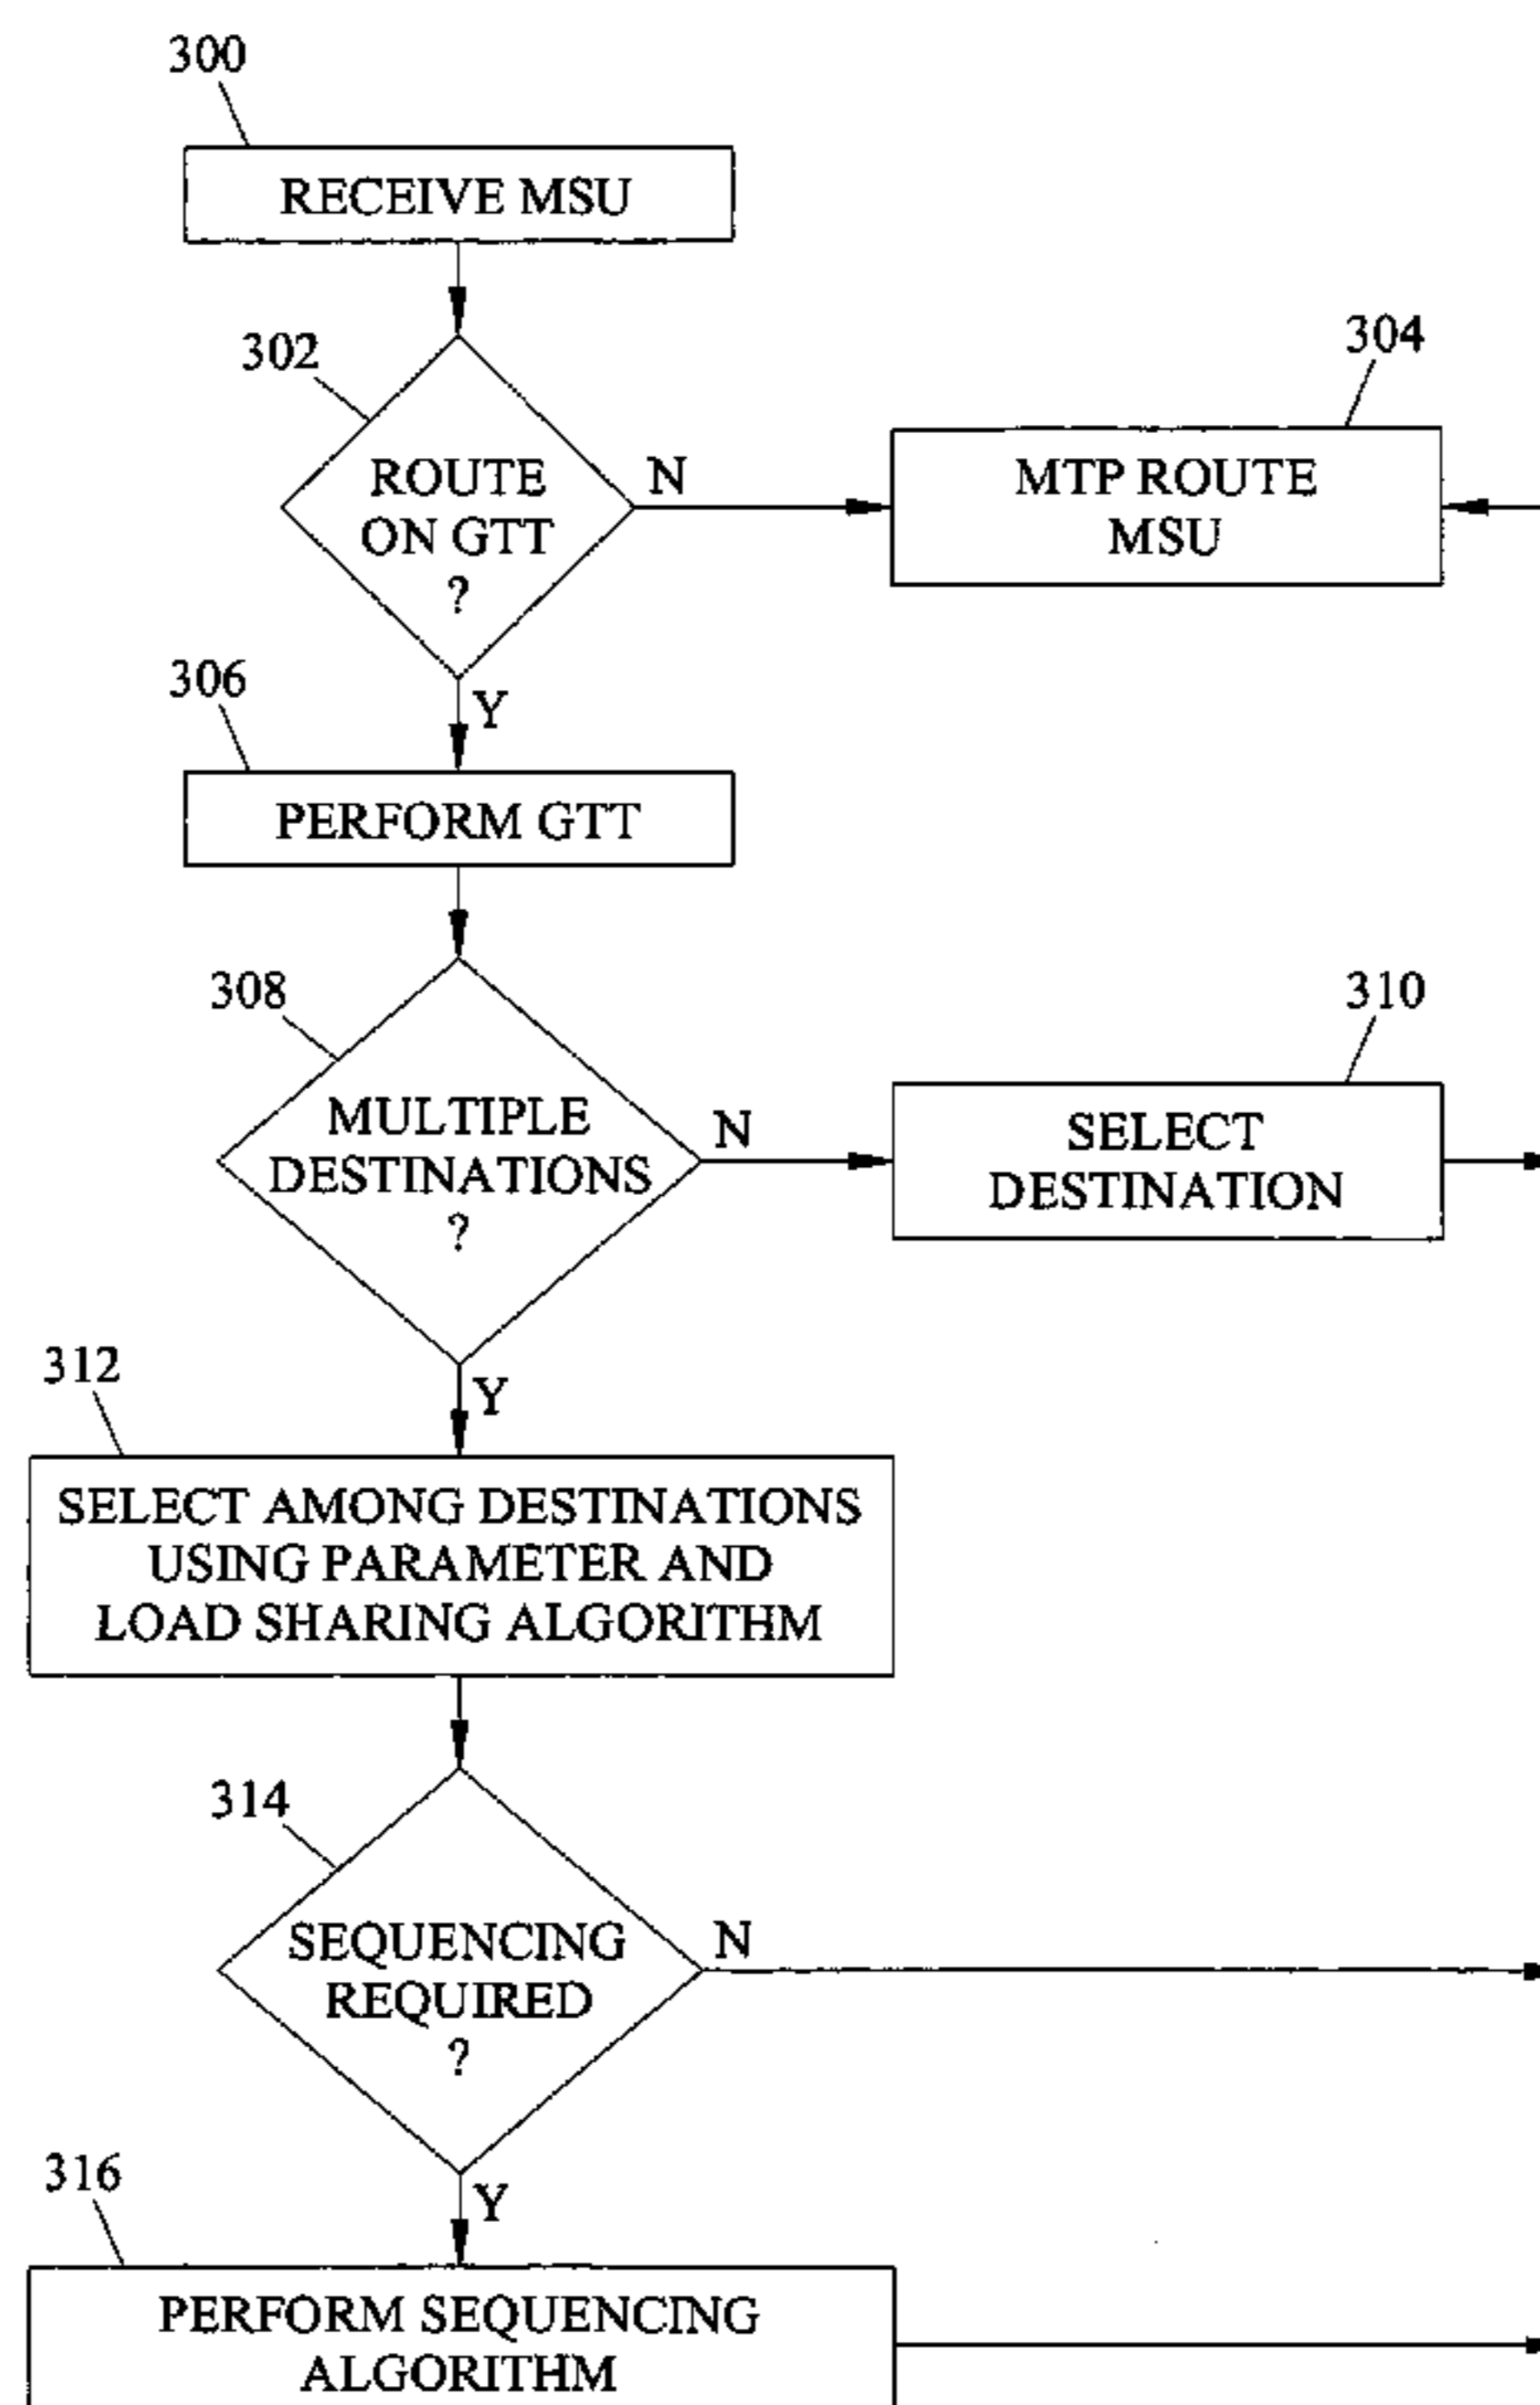 300
RECEIVE MSU
302
304
ROUTE
ON GTT
?
N
MTP ROUTE
MSU
306
Y
PERFORM GTT
308
310
MULTIPLE
DESTINATIONS
?
N
SELECT
DESTINATION
312
Y
SELECT AMONG DESTINATIONS
USING PARAMETER AND
LOAD SHARING ALGORITHM
314
SEQUENCING
REQUIRED
?
N
316
Y
PERFORM SEQUENCING
ALGORITHM